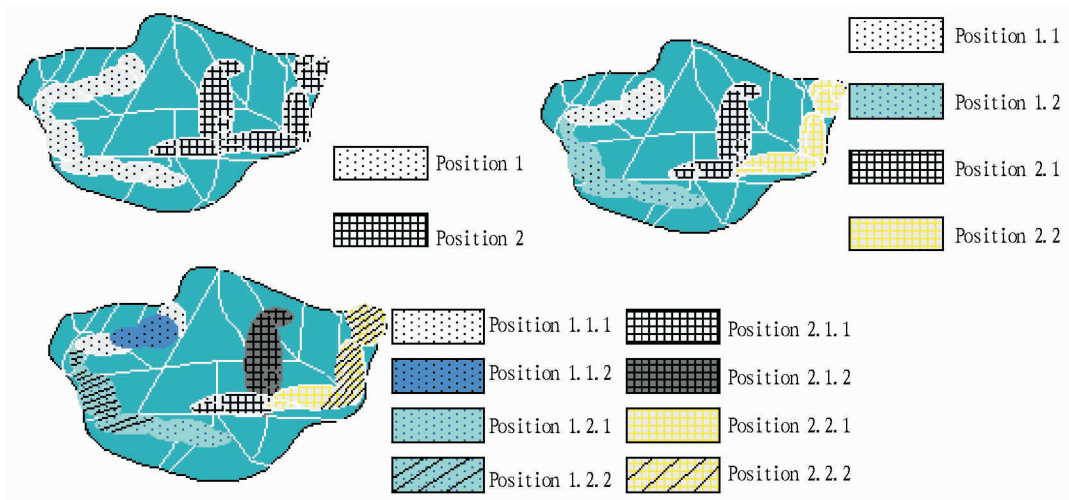 Position 1
Position 2
Position 1.1
Position 1.2
Position 2.1
Position 2.2
Position 1.1.1
Position 1.1.2
Position 1.2.1
Position 1.2.2
Position 2.1.1
Position 2.1.2
Position 2.2.1
Position 2.2.2